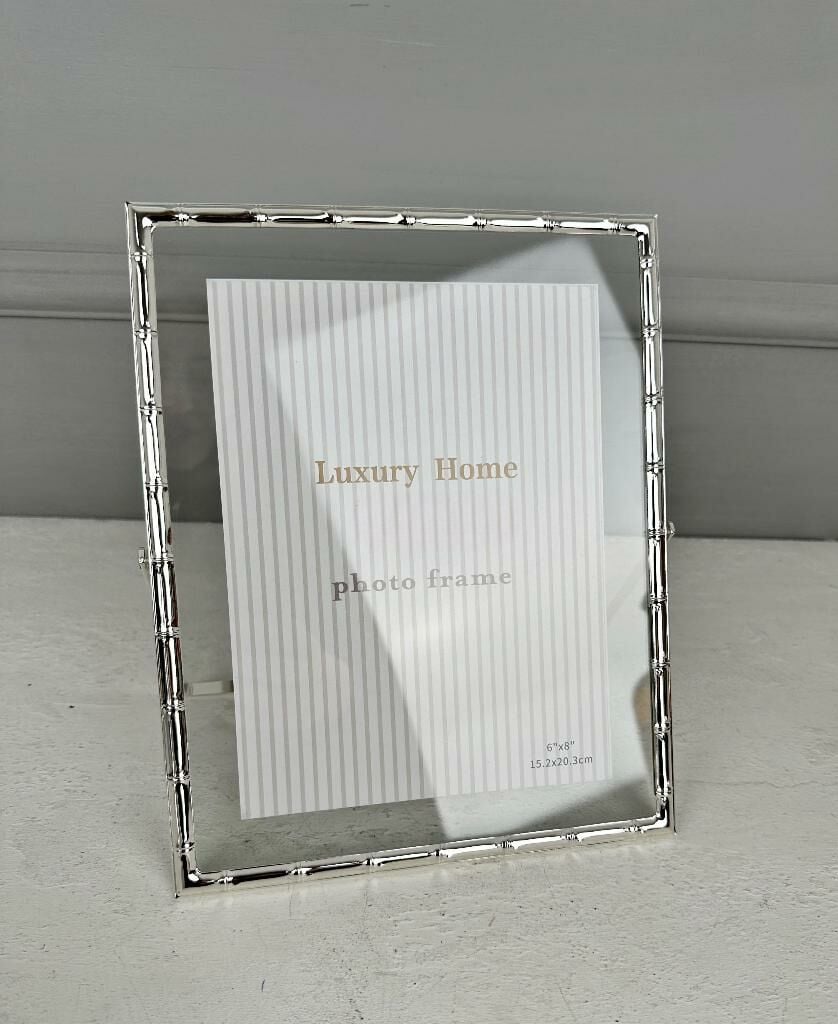 Luxury Home
photo frame
6"x8"
15.2x20.3cm